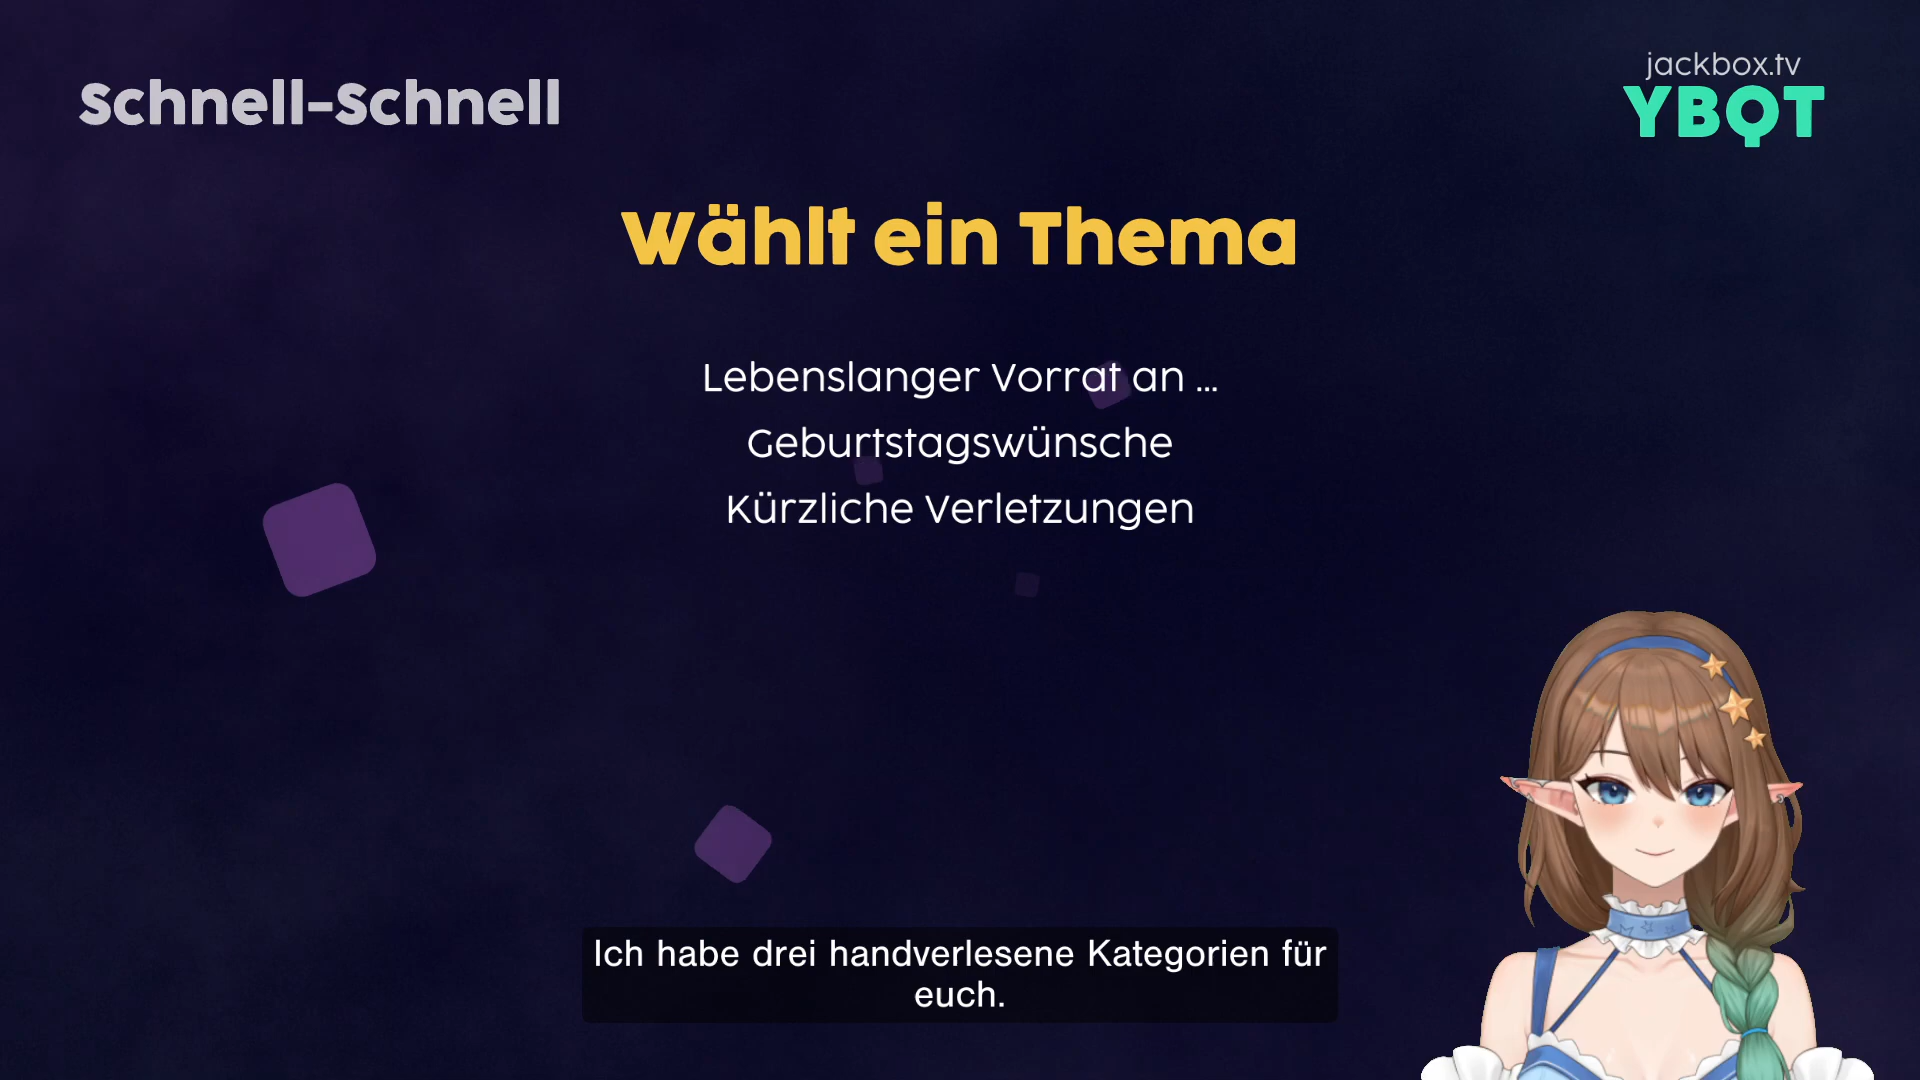 Schnell-Schnell
jackbox.tv
YBQT
Wählt ein Thema
Lebenslanger Vorrat an ...
Geburtstagswünsche
Kürzliche Verletzungen
Ich habe drei handverlesene Kategorien für
euch.